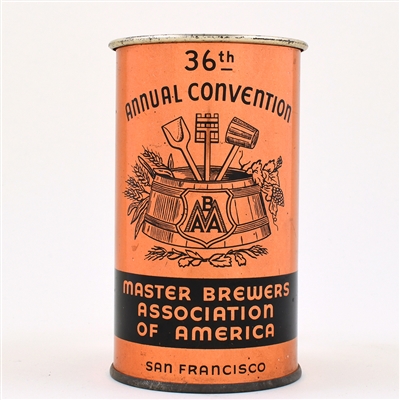 36th
ANNUAL CONVENTION
MBAA
MASTER BREWERS
ASSOCIATION
OF AMERICA
SAN FRANCISCO